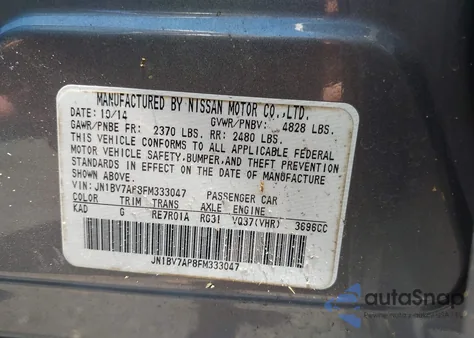 MANUFACTURED BY NISSAN MOTOR CO.,LTD.
DATE: 10/14 GVWR/PNBV: 4828 LBS.
GAWR/PNBE FR: 2370 LBS. RR: 2480 LBS.
THIS VEHICLE CONFORMS TO ALL APPLICABLE FEDERAL
MOTOR VEHICLE SAFETY,BUMPER,AND THEFT PREVENTION
STANDARDS IN EFFECT ON THE DATE OF MANUFACTURE
SHOWN ABOVE.
VIN: JN1BV7AP8FM333047 PASSENGER CAR
COLOR TRIM TRANS AXLE ENGINE
KAD G RE7R01A RG31 VQ37(VHR) 3696CC
JN1BV7AP8FM333047
autoSnap